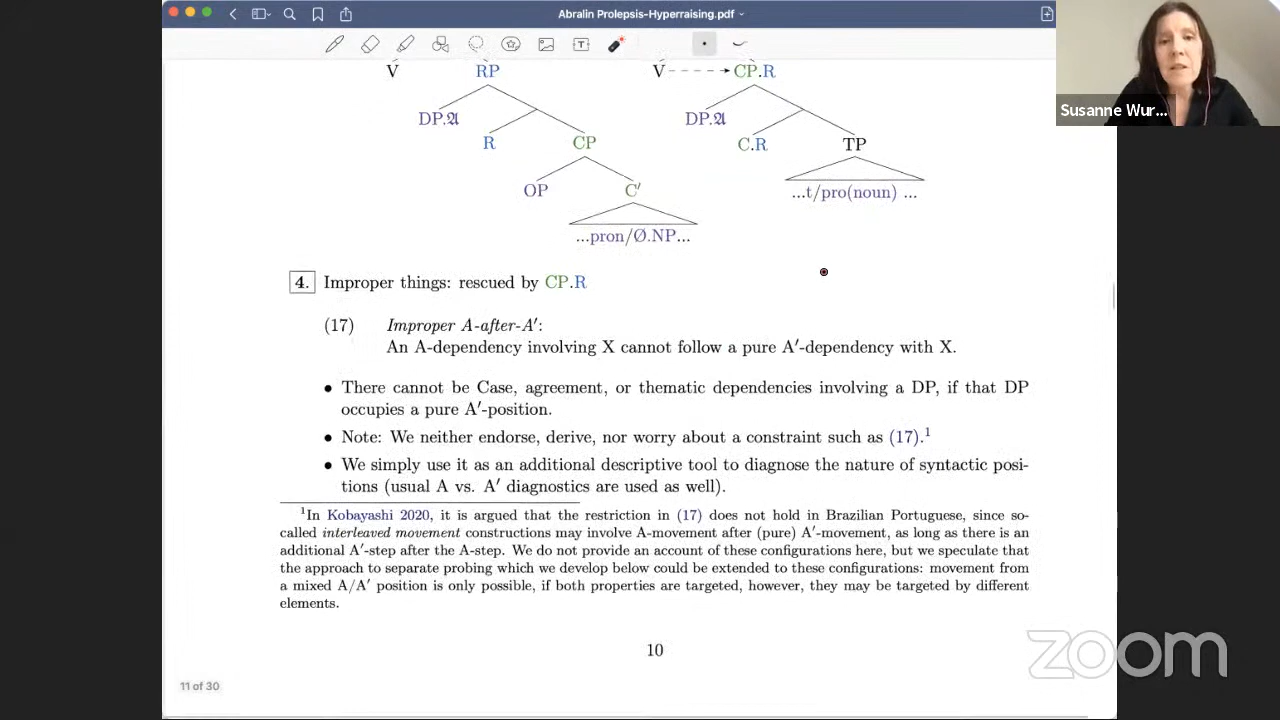 Abralin Prolepsis-Hyperraising.pdf
Susanne Wur...
V RP V CP.R
DP.𝔄 DP.𝔄
R CP C.R TP
OP C′ ...t/pro(noun) ...
...pron/Ø.NP...
4. Improper things: rescued by CP.R
(17) Improper A-after-A′:
An A-dependency involving X cannot follow a pure A′-dependency with X.
• There cannot be Case, agreement, or thematic dependencies involving a DP, if that DP
occupies a pure A′-position.
• Note: We neither endorse, derive, nor worry about a constraint such as (17).¹
• We simply use it as an additional descriptive tool to diagnose the nature of syntactic posi-
tions (usual A vs. A′ diagnostics are used as well).
¹In Kobayashi 2020, it is argued that the restriction in (17) does not hold in Brazilian Portuguese, since so-
called interleaved movement constructions may involve A-movement after (pure) A′-movement, as long as there is an
additional A′-step after the A-step. We do not provide an account of these configurations here, but we speculate that
the approach to separate probing which we develop below could be extended to these configurations: movement from
a mixed A/A′ position is only possible, if both properties are targeted, however, they may be targeted by different
elements.
10
11 of 30
zoom